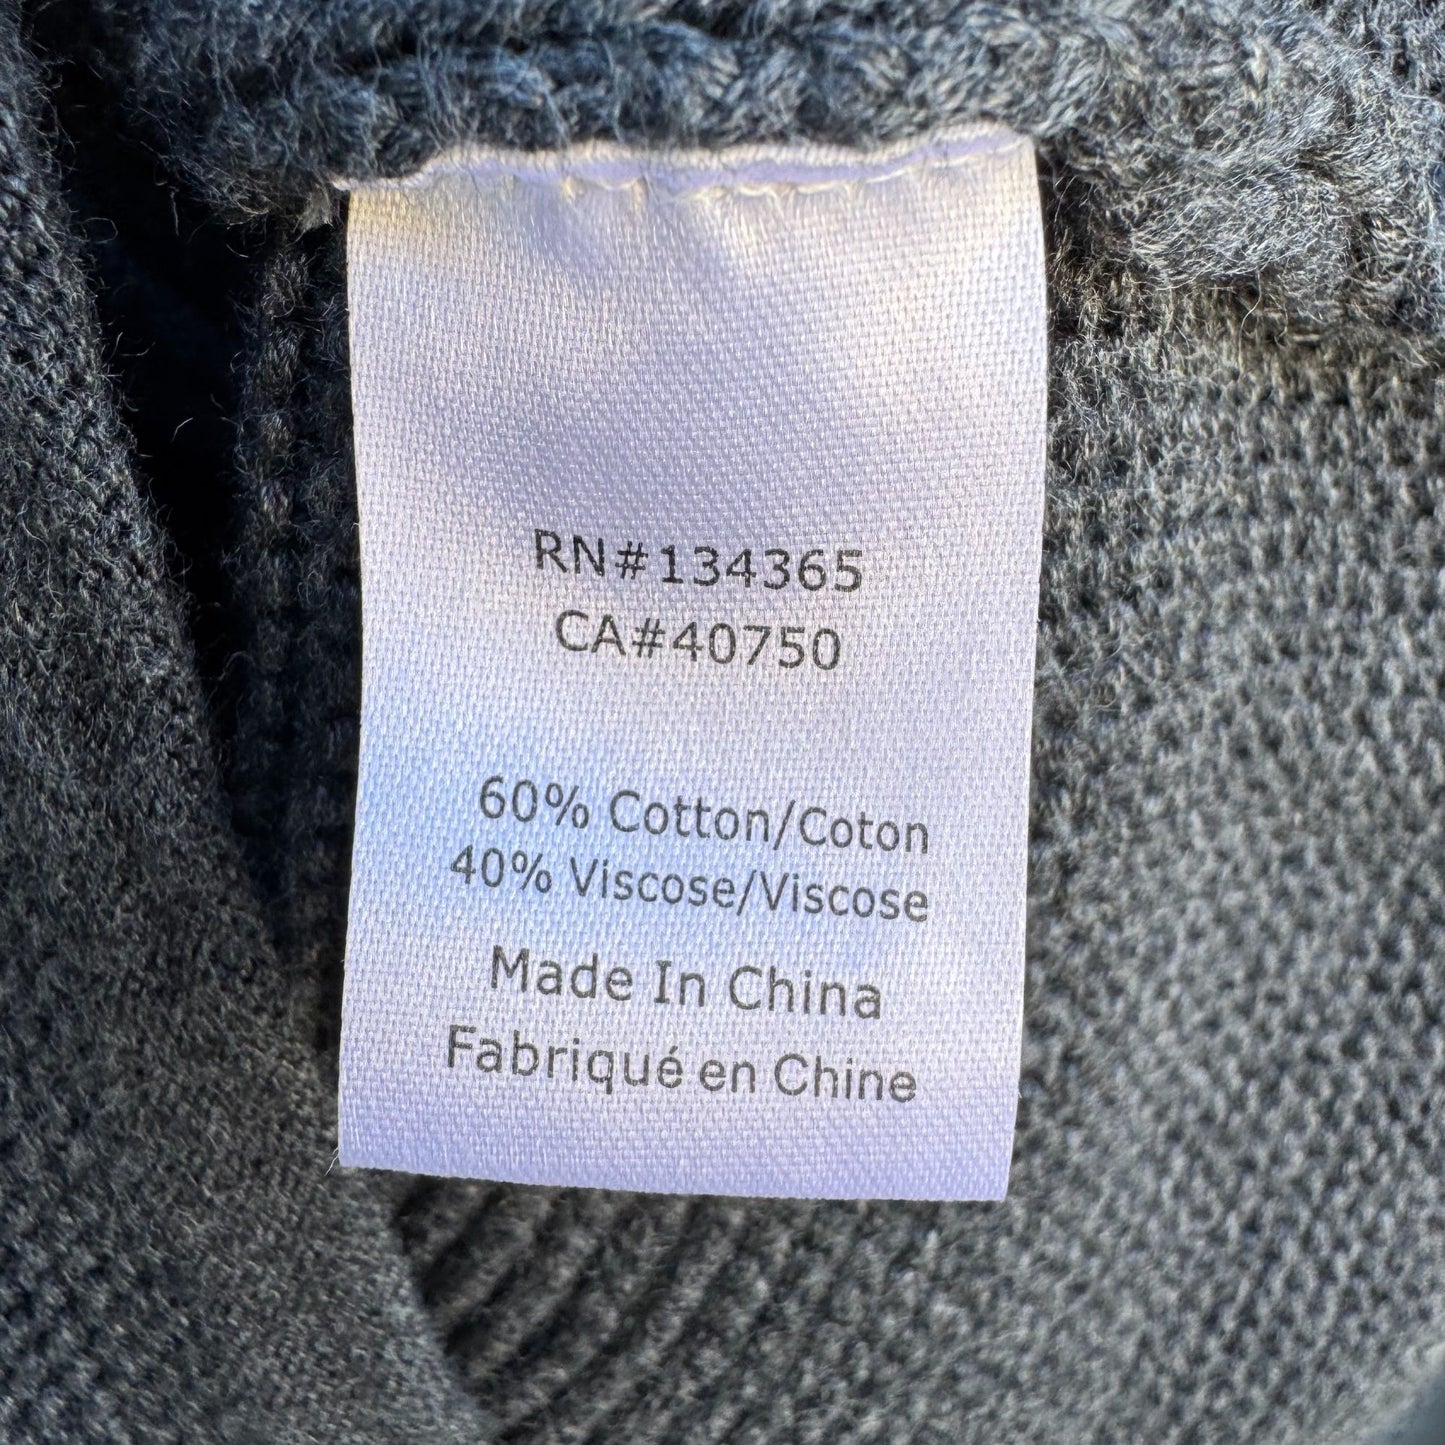 RN#134365
CA#40750
60% Cotton/Coton
40% Viscose/Viscose
Made In China
Fabriqué en Chine